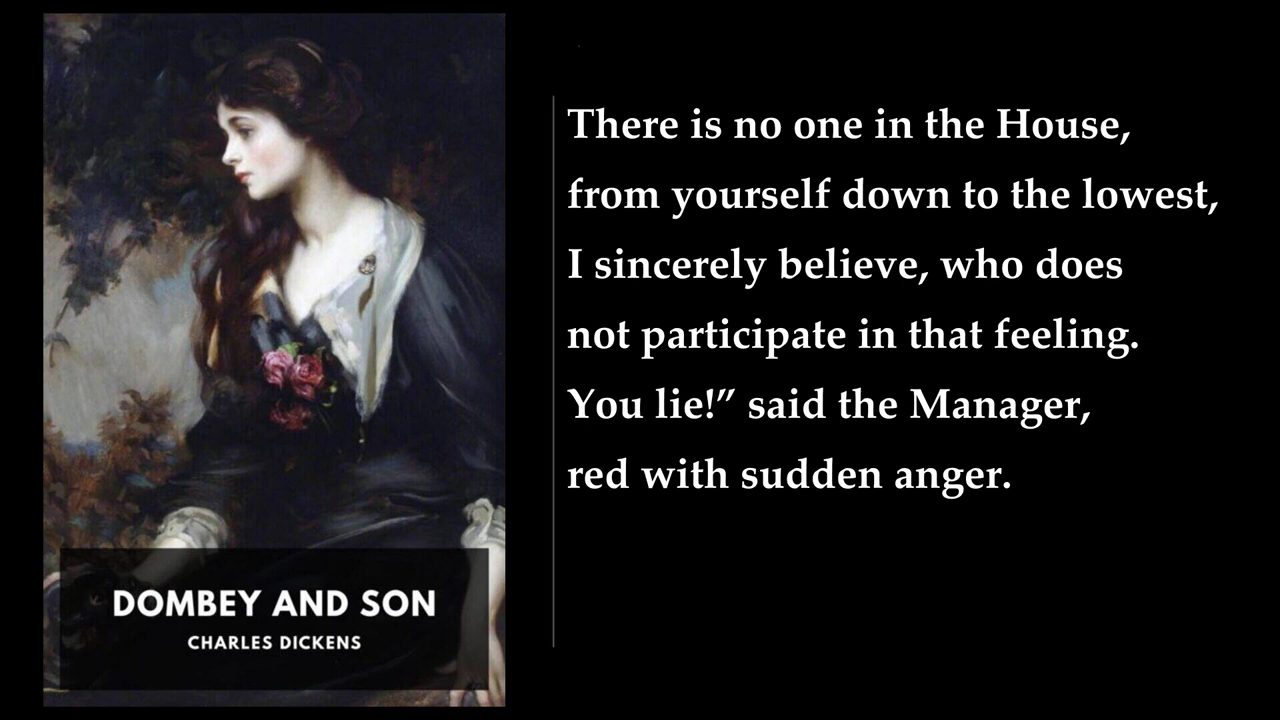 There is no one in the House,
from yourself down to the lowest,
I sincerely believe, who does
not participate in that feeling.
You lie!” said the Manager,
red with sudden anger.
DOMBEY AND SON
CHARLES DICKENS